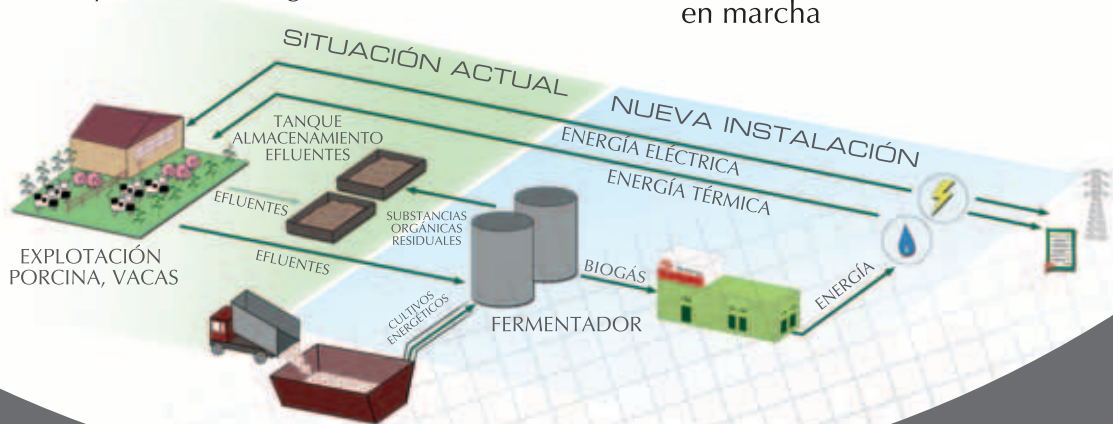 en marcha
SITUACIÓN ACTUAL
NUEVA INSTALACIÓN
TANQUE
ALMACENAMIENTO
EFLUENTES
ENERGÍA ELÉCTRICA
ENERGÍA TÉRMICA
EFLUENTES
SUBSTANCIAS
ORGÁNICAS
RESIDUALES
EXPLOTACIÓN
PORCINA, VACAS
EFLUENTES
BIOGÁS
ENERGÍA
CULTIVOS
ENERGÉTICOS
FERMENTADOR